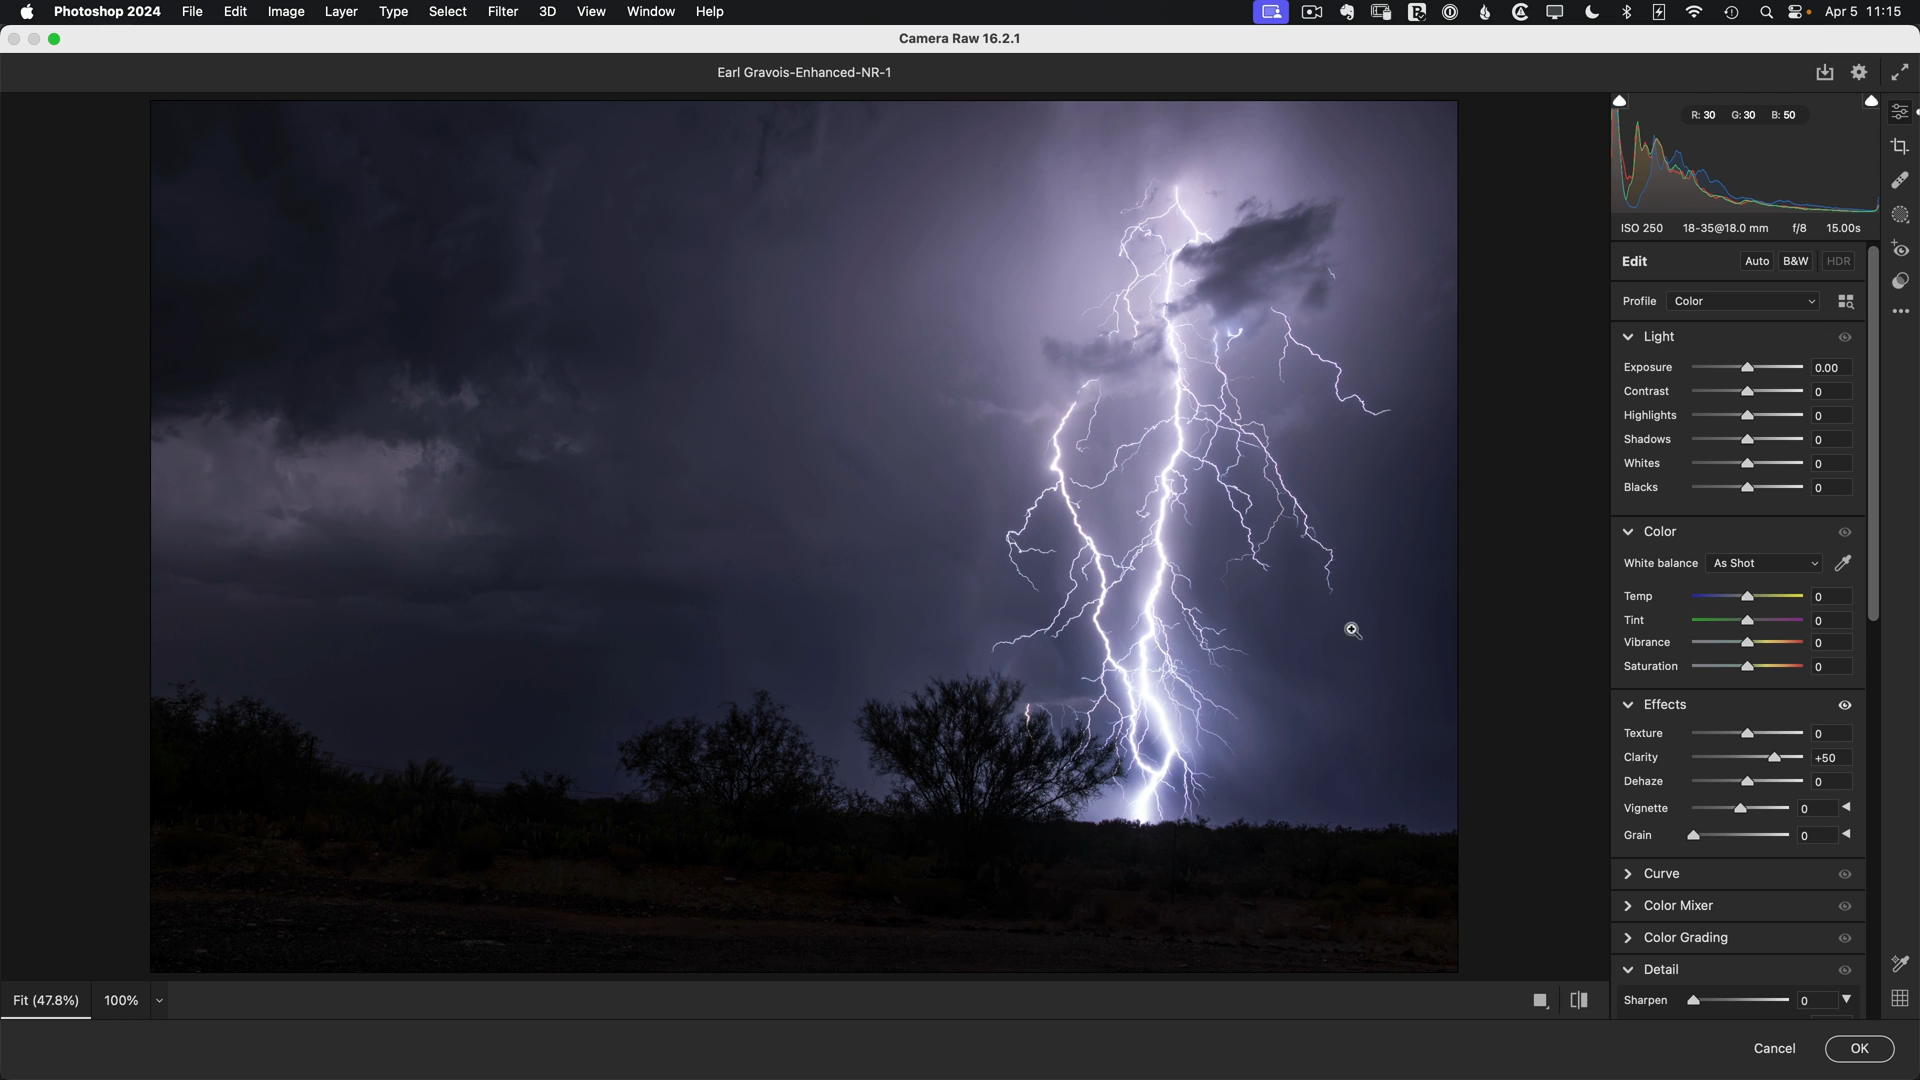 Photoshop 2024 File Edit Image Layer Type Select Filter 3D View Window Help Apr 5 11:15
Camera Raw 16.2.1
Earl Gravois-Enhanced-NR-1
R: 30 G: 30 B: 50
ISO 250 18-35@18.0 mm f/8 15.00s
Edit Auto B&W HDR
Profile Color
Light
Exposure 0.00
Contrast 0
Highlights 0
Shadows 0
Whites 0
Blacks 0
Color
White balance As Shot
Temp 0
Tint 0
Vibrance 0
Saturation 0
Effects
Texture 0
Clarity +50
Dehaze 0
Vignette 0
Grain 0
Curve
Color Mixer
Color Grading
Detail
Sharpen 0
Fit (47.8%) 100%
Cancel OK